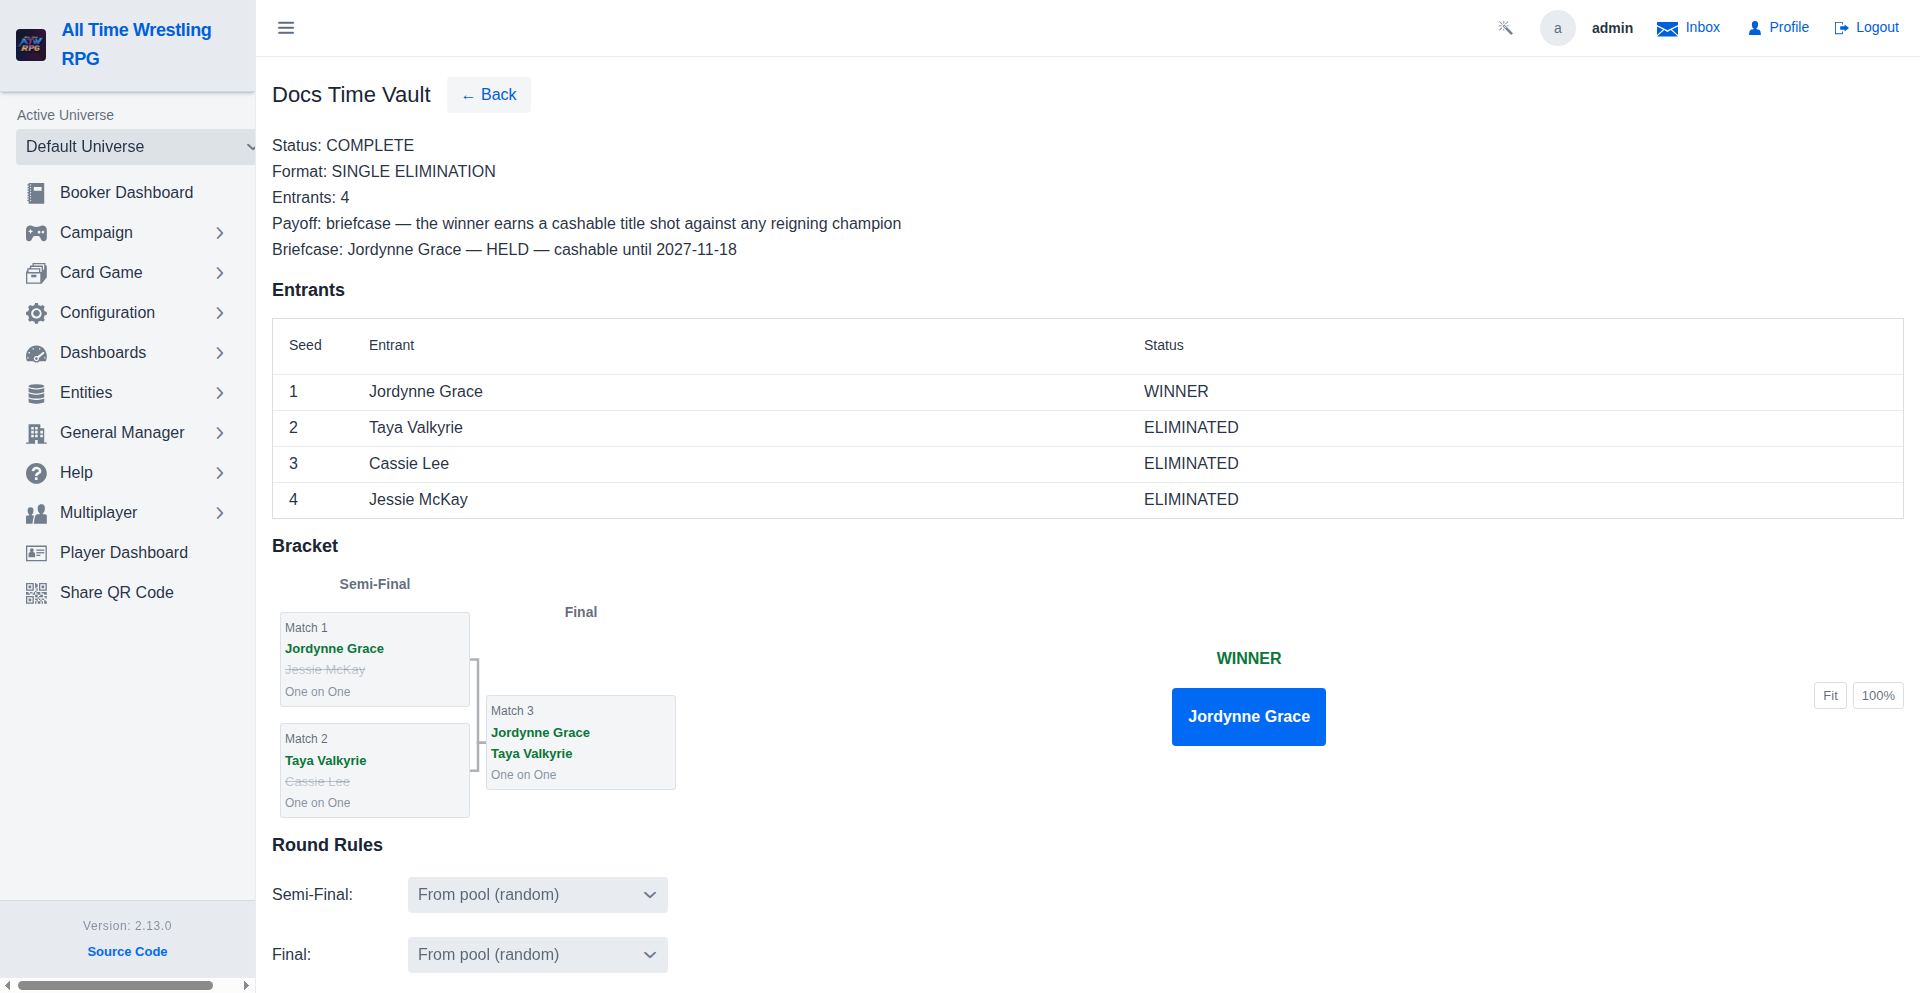 All Time Wrestling
RPG
a
admin
Inbox
Profile
Logout
Active Universe
Default Universe
Booker Dashboard
Campaign
Card Game
Configuration
Dashboards
Entities
General Manager
Help
Multiplayer
Player Dashboard
Share QR Code
Version: 2.13.0
Source Code
Docs Time Vault
← Back
Status: COMPLETE
Format: SINGLE ELIMINATION
Entrants: 4
Payoff: briefcase — the winner earns a cashable title shot against any reigning champion
Briefcase: Jordynne Grace — HELD — cashable until 2027-11-18
Entrants
Seed Entrant Status
1 Jordynne Grace WINNER
2 Taya Valkyrie ELIMINATED
3 Cassie Lee ELIMINATED
4 Jessie McKay ELIMINATED
Bracket
Semi-Final
Match 1
Jordynne Grace
Jessie McKay
One on One
Match 2
Taya Valkyrie
Cassie Lee
One on One
Final
Match 3
Jordynne Grace
Taya Valkyrie
One on One
WINNER
Jordynne Grace
Fit
100%
Round Rules
Semi-Final: From pool (random)
Final: From pool (random)